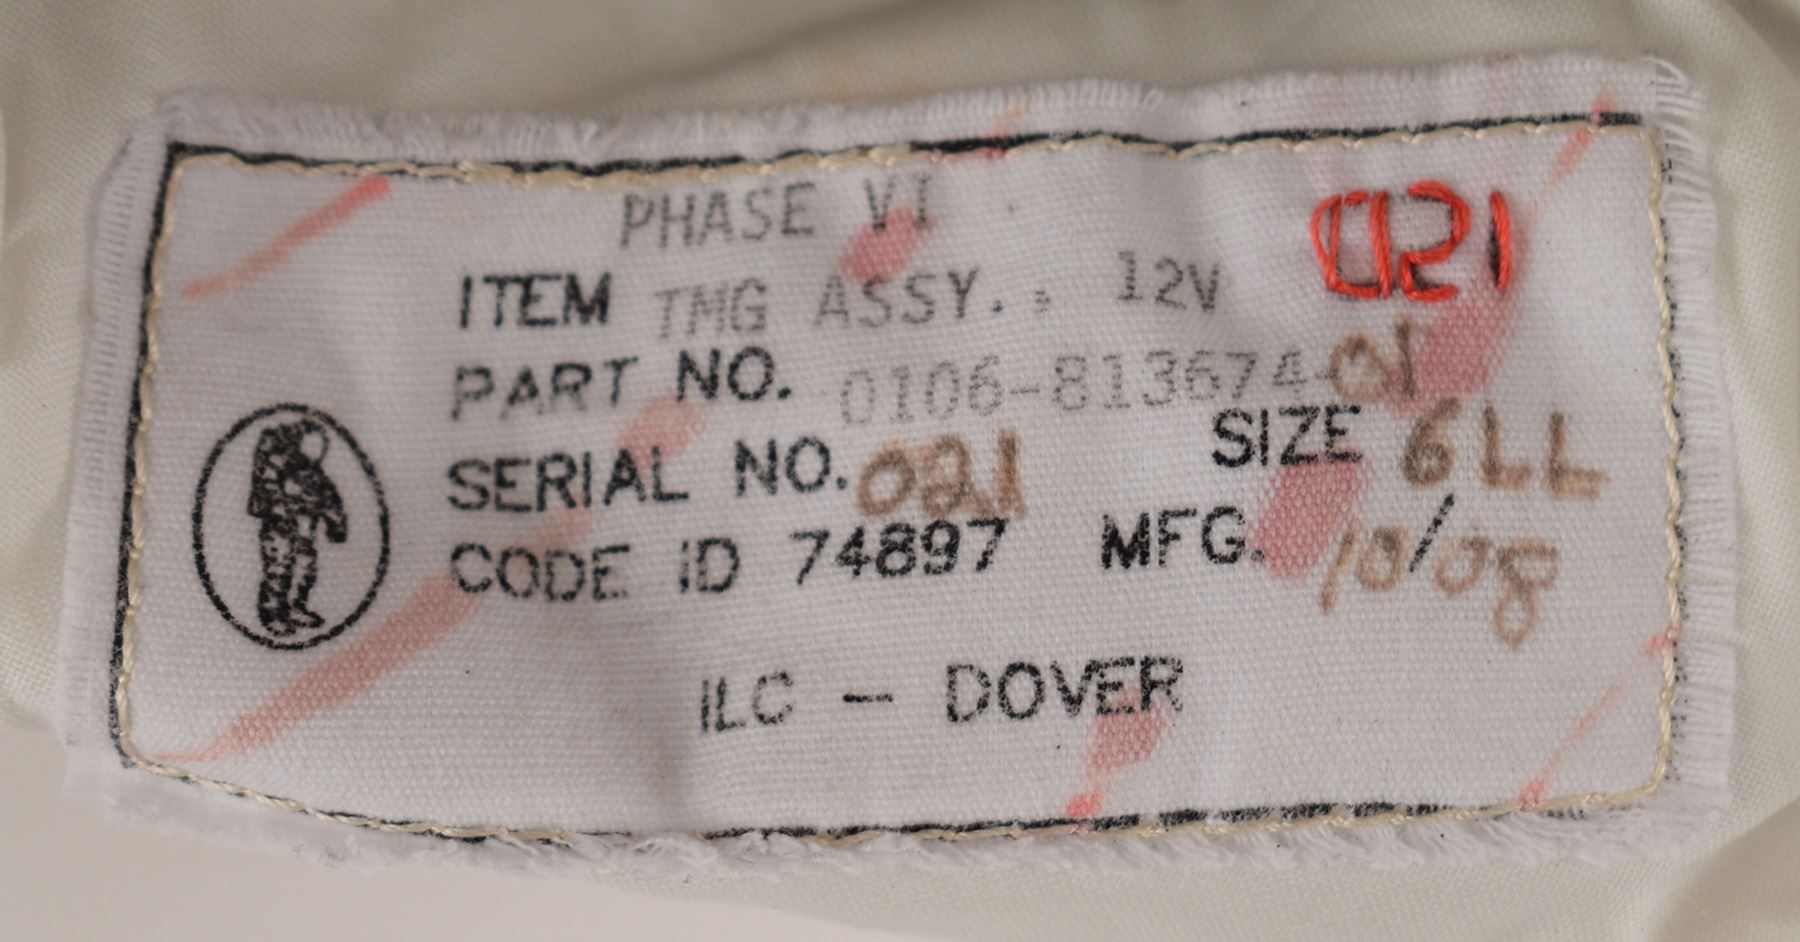 PHASE VI
ITEM TMG ASSY., 12V 021
PART NO. 0106-813674-01
SERIAL NO. 021 SIZE 6LL
CODE ID 74897 MFG. 10/08
ILC - DOVER